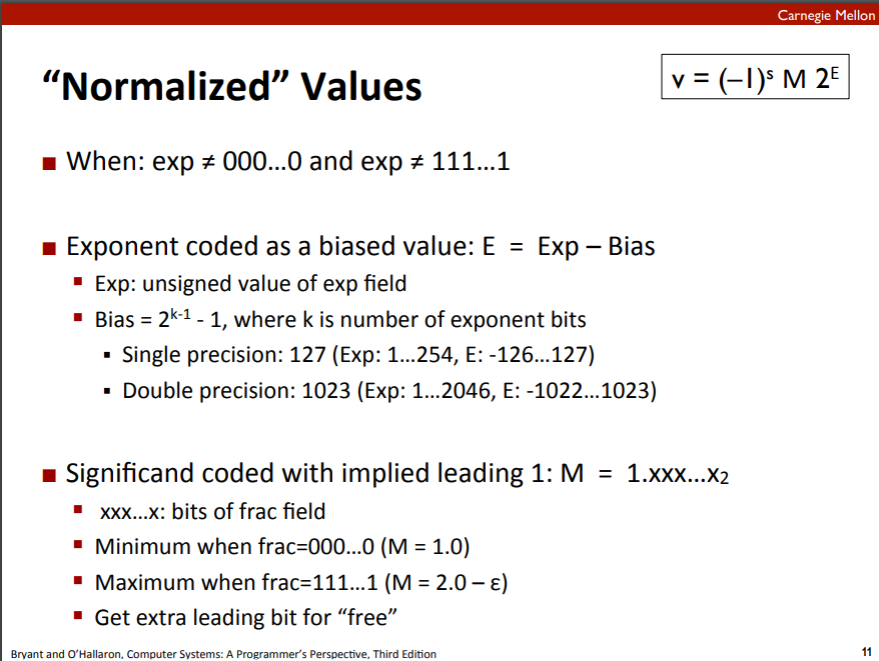 Carnegie Mellon
“Normalized” Values
v = (–1)ˢ M 2ᴱ
■ When: exp ≠ 000…0 and exp ≠ 111…1
■ Exponent coded as a biased value: E = Exp – Bias
▪ Exp: unsigned value of exp field
▪ Bias = 2ᵏ⁻¹ - 1, where k is number of exponent bits
▪ Single precision: 127 (Exp: 1…254, E: -126…127)
▪ Double precision: 1023 (Exp: 1…2046, E: -1022…1023)
■ Significand coded with implied leading 1: M = 1.xxx…x₂
▪ xxx…x: bits of frac field
▪ Minimum when frac=000…0 (M = 1.0)
▪ Maximum when frac=111…1 (M = 2.0 – ε)
▪ Get extra leading bit for “free”
Bryant and O’Hallaron, Computer Systems: A Programmer’s Perspective, Third Edition
11